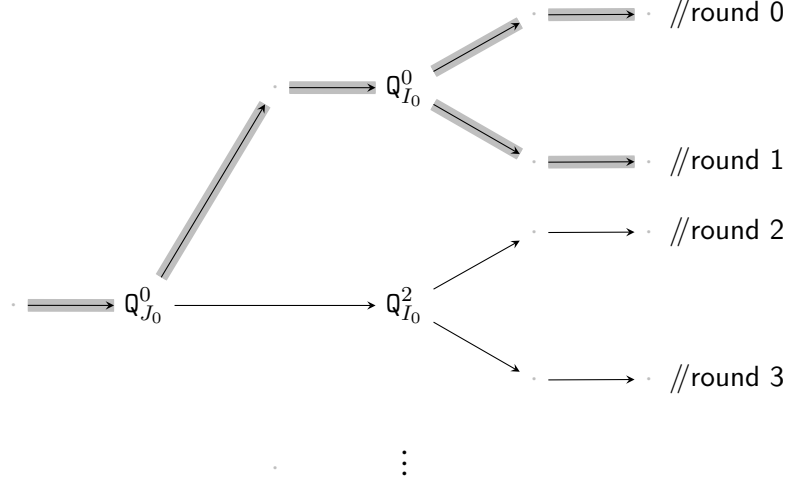 //round 0
Q^0_{I_0}
//round 1
//round 2
Q^0_{J_0} Q^2_{I_0}
//round 3
⋮